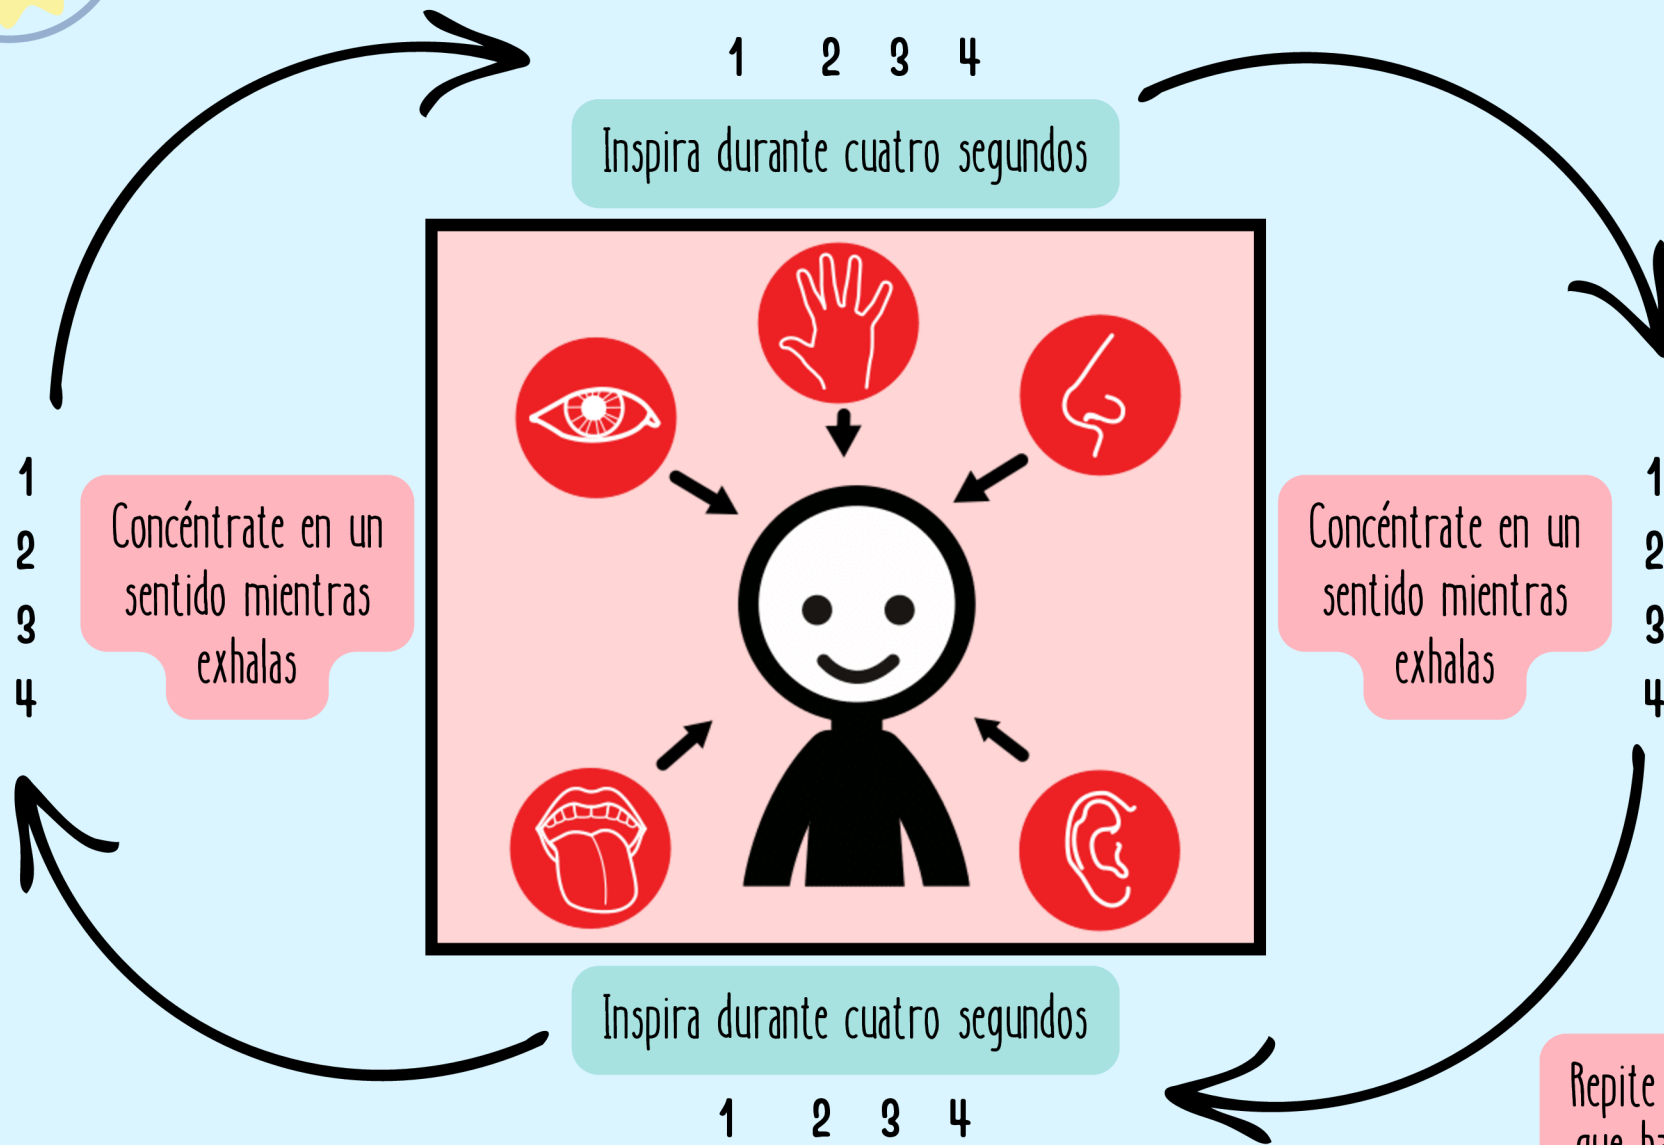 1 2 3 4
Inspira durante cuatro segundos
1
2
3
4
Concéntrate en un
sentido mientras
exhalas
Concéntrate en un
sentido mientras
exhalas
1
2
3
4
Inspira durante cuatro segundos
1 2 3 4
Repite
que